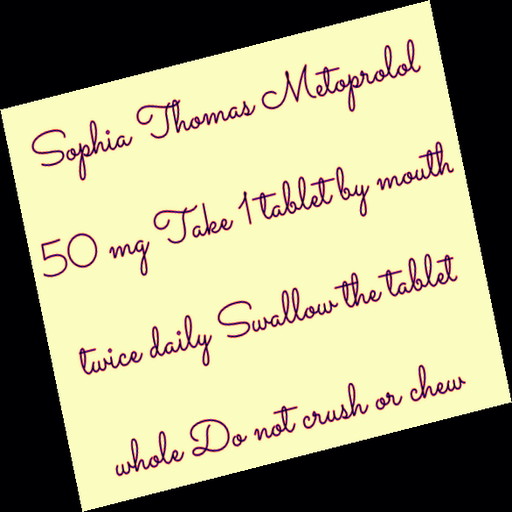 Sophia Thomas Metoprolol
50 mg Take 1 tablet by mouth
twice daily Swallow the tablet
whole Do not crush or chew